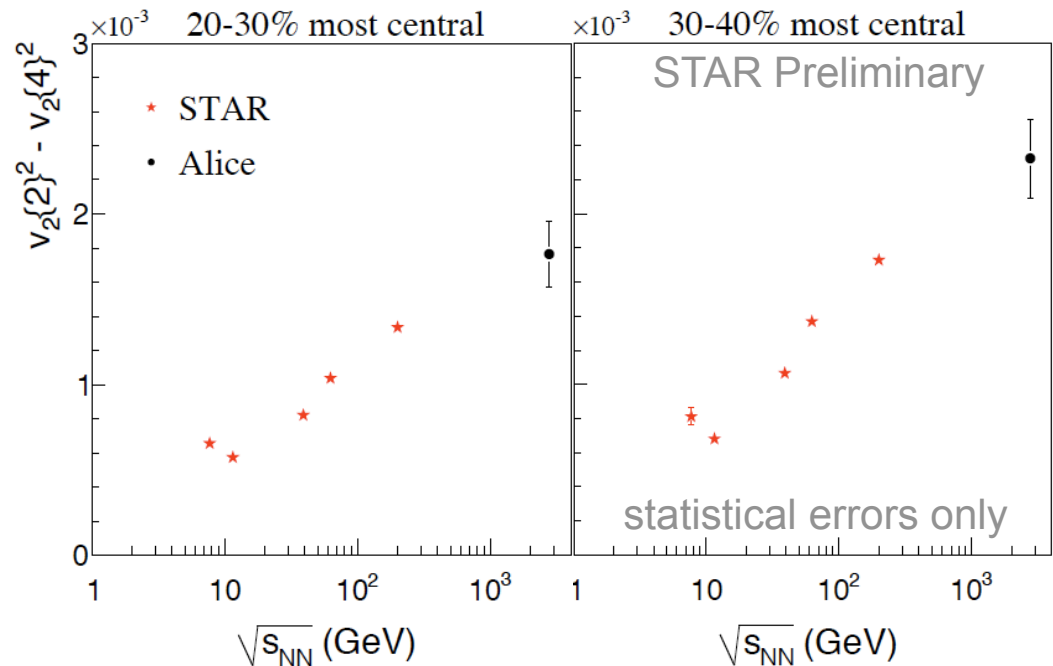 ×10⁻³ 20-30% most central
v₂{2}² - v₂{4}²
3
2
1
0
STAR
Alice
1 10 10² 10³
√s_NN (GeV)
×10⁻³ 30-40% most central
STAR Preliminary
statistical errors only
1 10 10² 10³
√s_NN (GeV)